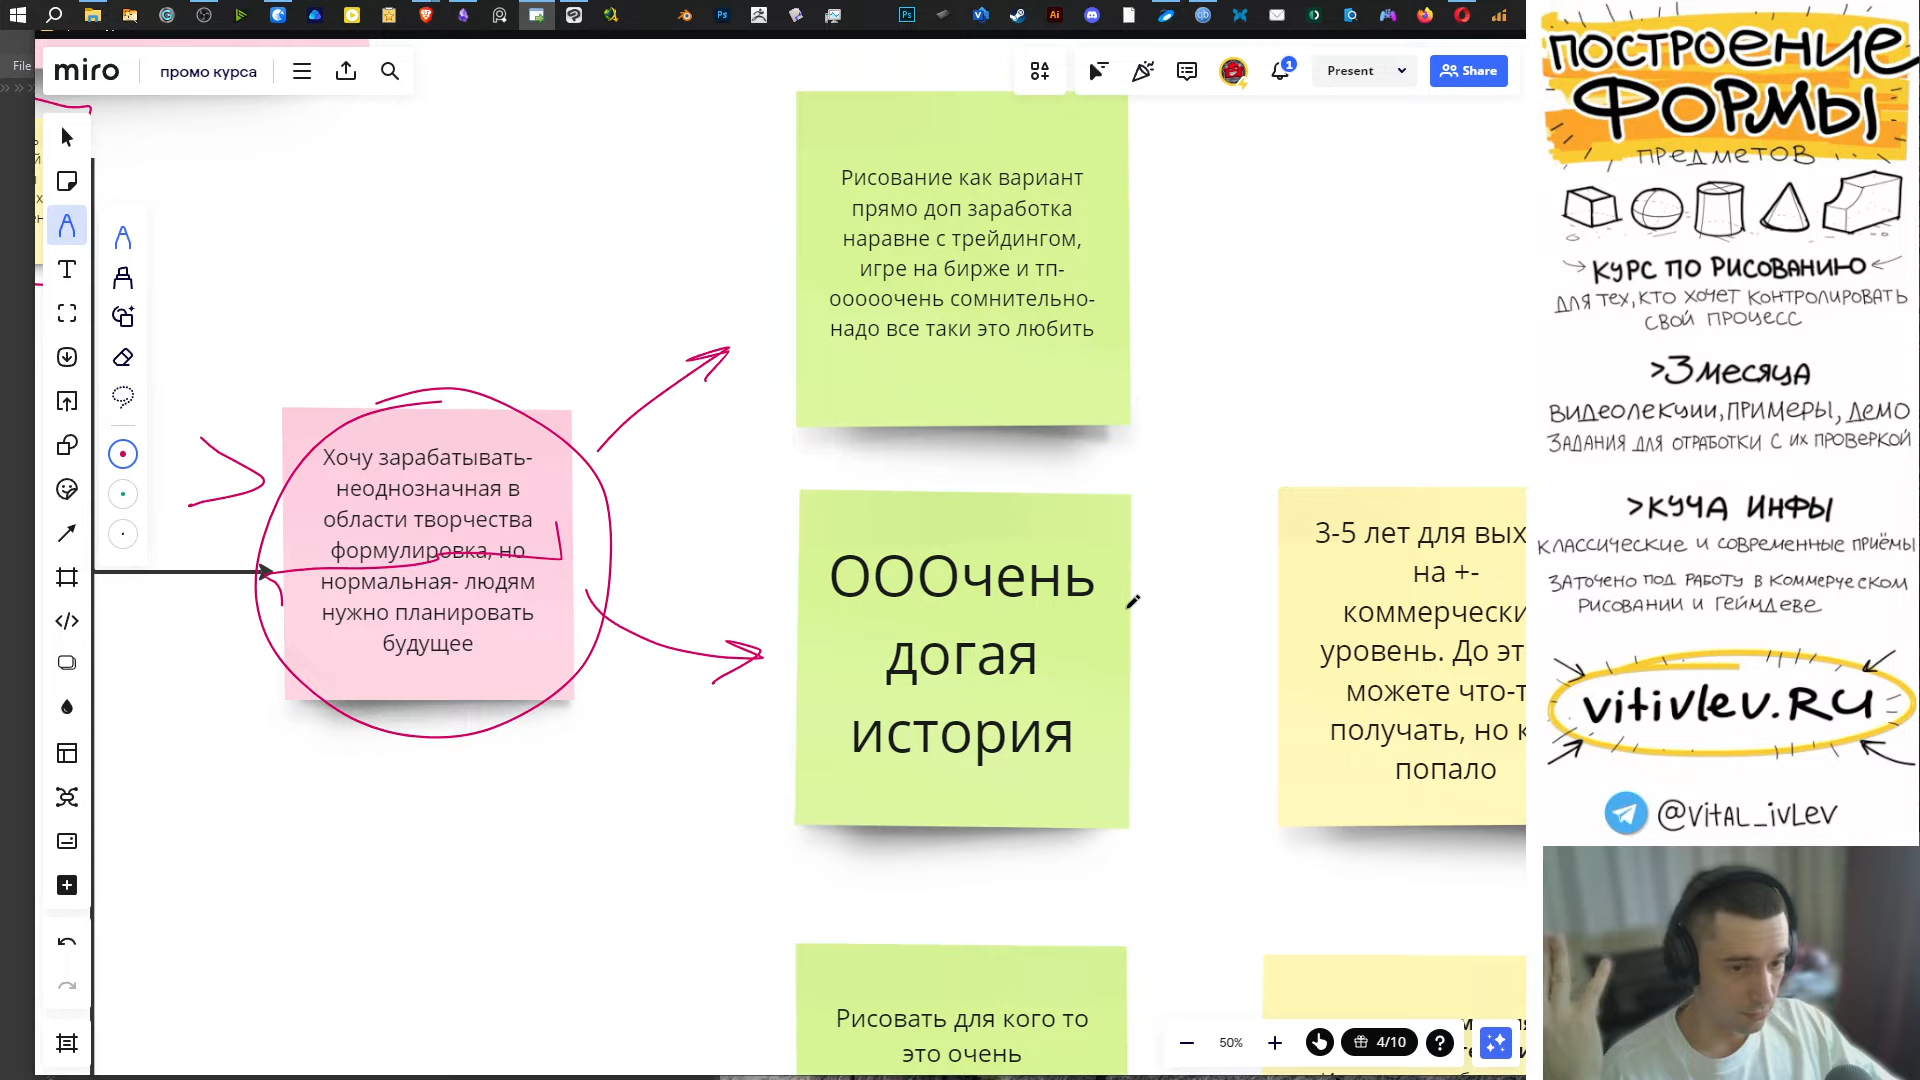 File
miro
промо курса
Present
1
Share
Рисование как вариант
прямо доп заработка
наравне с трейдингом,
игре на бирже и тп-
ооооочень сомнительно-
надо все таки это любить
Хочу зарабатывать-
неоднозначная в
области творчества
формулировка, но
нормальная- людям
нужно планировать
будущее
ОООчень
догая
история
3-5 лет для вых
на +-
коммерчески
уровень. До эт
можете что-т
получать, но к
попало
Рисовать для кого то
это очень
50%
4/10
?
ПОСТРОЕНИЕ
ФОРМЫ
ПРЕДМЕТОВ
КУРС ПО РИСОВАНИЮ
ДЛЯ ТЕХ, КТО ХОЧЕТ КОНТРОЛИРОВАТЬ
СВОЙ ПРОЦЕСС
>3 месяца
ВИДЕОЛЕКЦИИ, ПРИМЕРЫ, ДЕМО
ЗАДАНИЯ ДЛЯ ОТРАБОТКИ С ИХ ПРОВЕРКОЙ
>КУЧА ИНФЫ
КЛАССИЧЕСКИЕ И СОВРЕМЕННЫЕ ПРИЁМЫ
ЗАТОЧЕНО ПОД РАБОТУ В КОММЕРЧЕСКОМ
РИСОВАНИИ И ГЕЙМДЕВЕ
vitivlev.RU
@VITAL_IVLEV